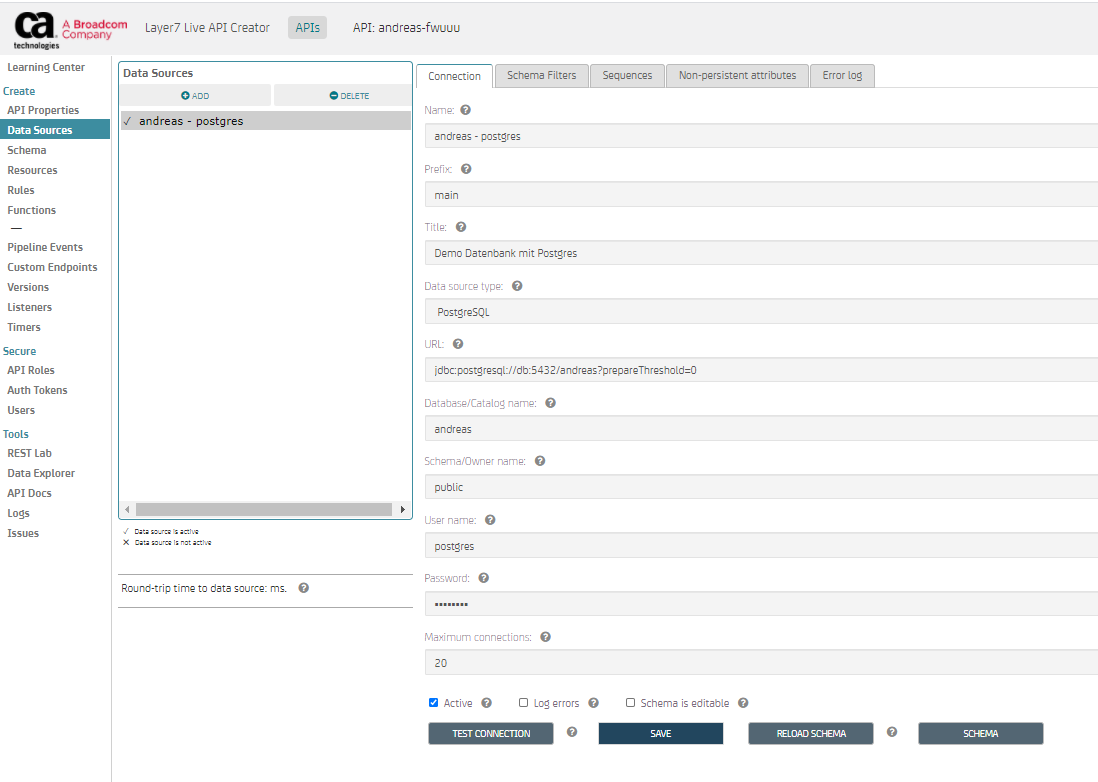 ca technologies A Broadcom Company
Layer7 Live API Creator APIs API: andreas-fwuuu
Learning Center
Create
API Properties
Data Sources
Schema
Resources
Rules
Functions
—
Pipeline Events
Custom Endpoints
Versions
Listeners
Timers
Secure
API Roles
Auth Tokens
Users
Tools
REST Lab
Data Explorer
API Docs
Logs
Issues
Data Sources
ADD DELETE
✓ andreas - postgres
✓ Data source is active
✕ Data source is not active
Round-trip time to data source: ms. ?
Connection Schema Filters Sequences Non-persistent attributes Error log
Name: ?
andreas - postgres
Prefix: ?
main
Title: ?
Demo Datenbank mit Postgres
Data source type: ?
PostgreSQL
URL: ?
jdbc:postgresql://db:5432/andreas?prepareThreshold=0
Database/Catalog name: ?
andreas
Schema/Owner name: ?
public
User name: ?
postgres
Password: ?
••••••••
Maximum connections: ?
20
Active ? Log errors ? Schema is editable ?
TEST CONNECTION ? SAVE RELOAD SCHEMA ? SCHEMA